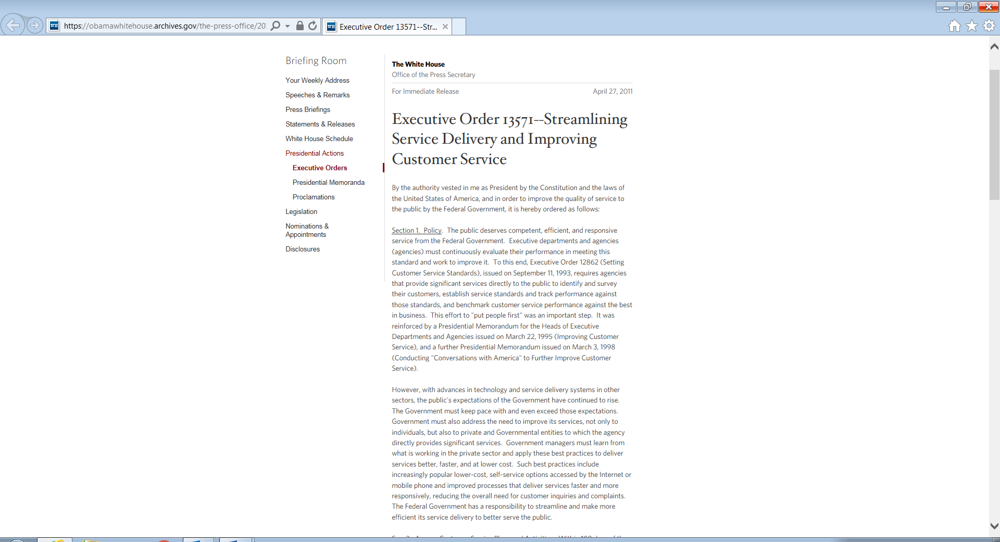 https://obamawhitehouse.archives.gov/the-press-office/20
WH
Executive Order 13571--Str...
Briefing Room
Your Weekly Address
Speeches & Remarks
Press Briefings
Statements & Releases
White House Schedule
Presidential Actions
Executive Orders
Presidential Memoranda
Proclamations
Legislation
Nominations &
Appointments
Disclosures
The White House
Office of the Press Secretary
For Immediate Release April 27, 2011
Executive Order 13571--Streamlining
Service Delivery and Improving
Customer Service
By the authority vested in me as President by the Constitution and the laws of
the United States of America, and in order to improve the quality of service to
the public by the Federal Government, it is hereby ordered as follows:
Section 1.  Policy.  The public deserves competent, efficient, and responsive
service from the Federal Government.  Executive departments and agencies
(agencies) must continuously evaluate their performance in meeting this
standard and work to improve it.  To this end, Executive Order 12862 (Setting
Customer Service Standards), issued on September 11, 1993, requires agencies
that provide significant services directly to the public to identify and survey
their customers, establish service standards and track performance against
those standards, and benchmark customer service performance against the best
in business.  This effort to "put people first" was an important step.  It was
reinforced by a Presidential Memorandum for the Heads of Executive
Departments and Agencies issued on March 22, 1995 (Improving Customer
Service), and a further Presidential Memorandum issued on March 3, 1998
(Conducting "Conversations with America" to Further Improve Customer
Service).
However, with advances in technology and service delivery systems in other
sectors, the public's expectations of the Government have continued to rise.
The Government must keep pace with and even exceed those expectations.
Government must also address the need to improve its services, not only to
individuals, but also to private and Governmental entities to which the agency
directly provides significant services.  Government managers must learn from
what is working in the private sector and apply these best practices to deliver
services better, faster, and at lower cost.  Such best practices include
increasingly popular lower-cost, self-service options accessed by the Internet or
mobile phone and improved processes that deliver services faster and more
responsively, reducing the overall need for customer inquiries and complaints.
The Federal Government has a responsibility to streamline and make more
efficient its service delivery to better serve the public.